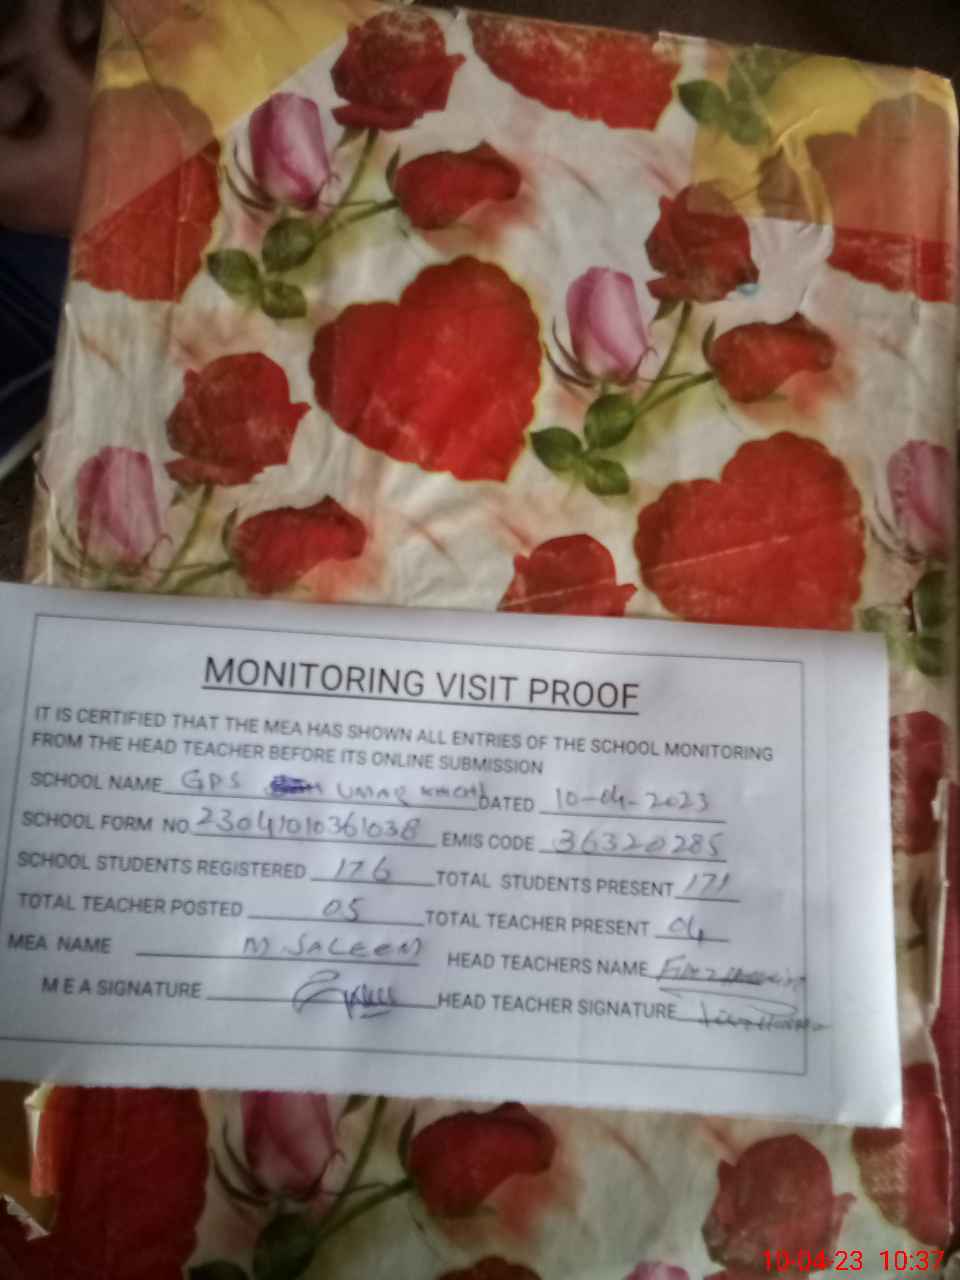 MONITORING VISIT PROOF
IT IS CERTIFIED THAT THE MEA HAS SHOWN ALL ENTRIES OF THE SCHOOL MONITORING
FROM THE HEAD TEACHER BEFORE ITS ONLINE SUBMISSION
SCHOOL NAME GPS UMAR DATED 10-04-2023
SCHOOL FORM NO 23041010361038 EMIS CODE 36320285
SCHOOL STUDENTS REGISTERED 176 TOTAL STUDENTS PRESENT 171
TOTAL TEACHER POSTED 05 TOTAL TEACHER PRESENT 04
MEA NAME M SALEEM HEAD TEACHERS NAME
M E A SIGNATURE HEAD TEACHER SIGNATURE
10-04-23 10:37